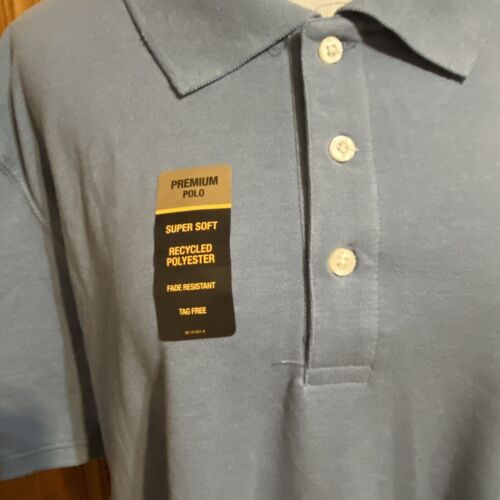 PREMIUM
POLO
SUPER SOFT
RECYCLED
POLYESTER
FADE RESISTANT
TAG FREE